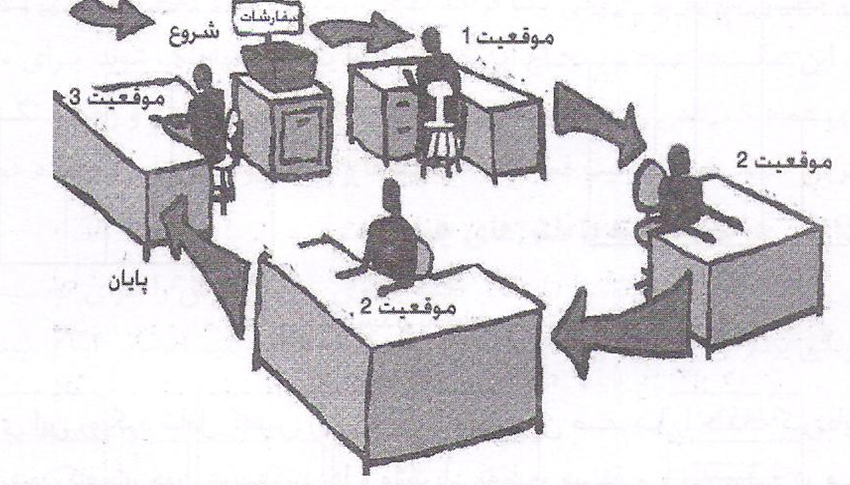 سفارشات
شروع
موقعیت 1
موقعیت 2
موقعیت 2
موقعیت 3
پایان